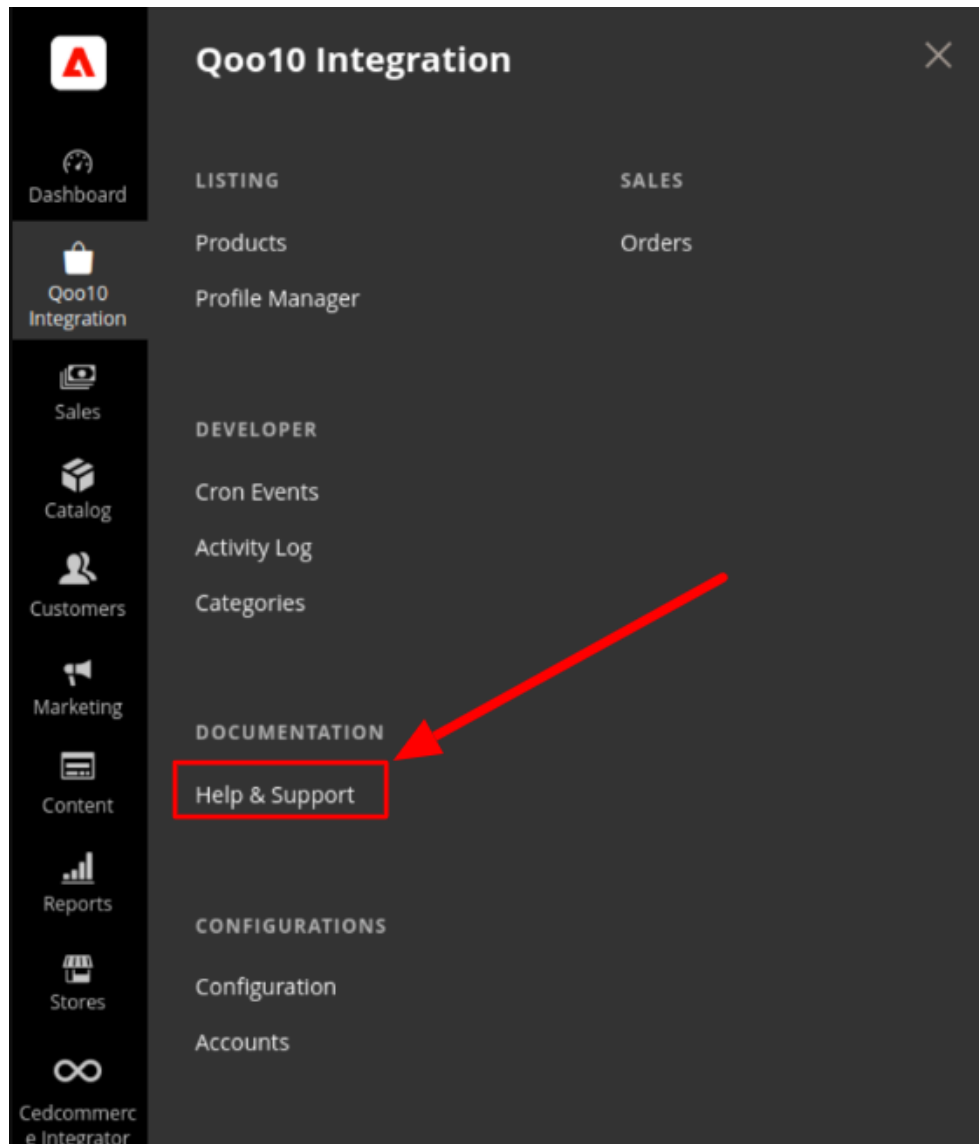 Qoo10 Integration
Dashboard
Qoo10
Integration
Sales
Catalog
Customers
Marketing
Content
Reports
Stores
Cedcommerc
e Integrator
LISTING
Products
Profile Manager
SALES
Orders
DEVELOPER
Cron Events
Activity Log
Categories
DOCUMENTATION
Help & Support
CONFIGURATIONS
Configuration
Accounts